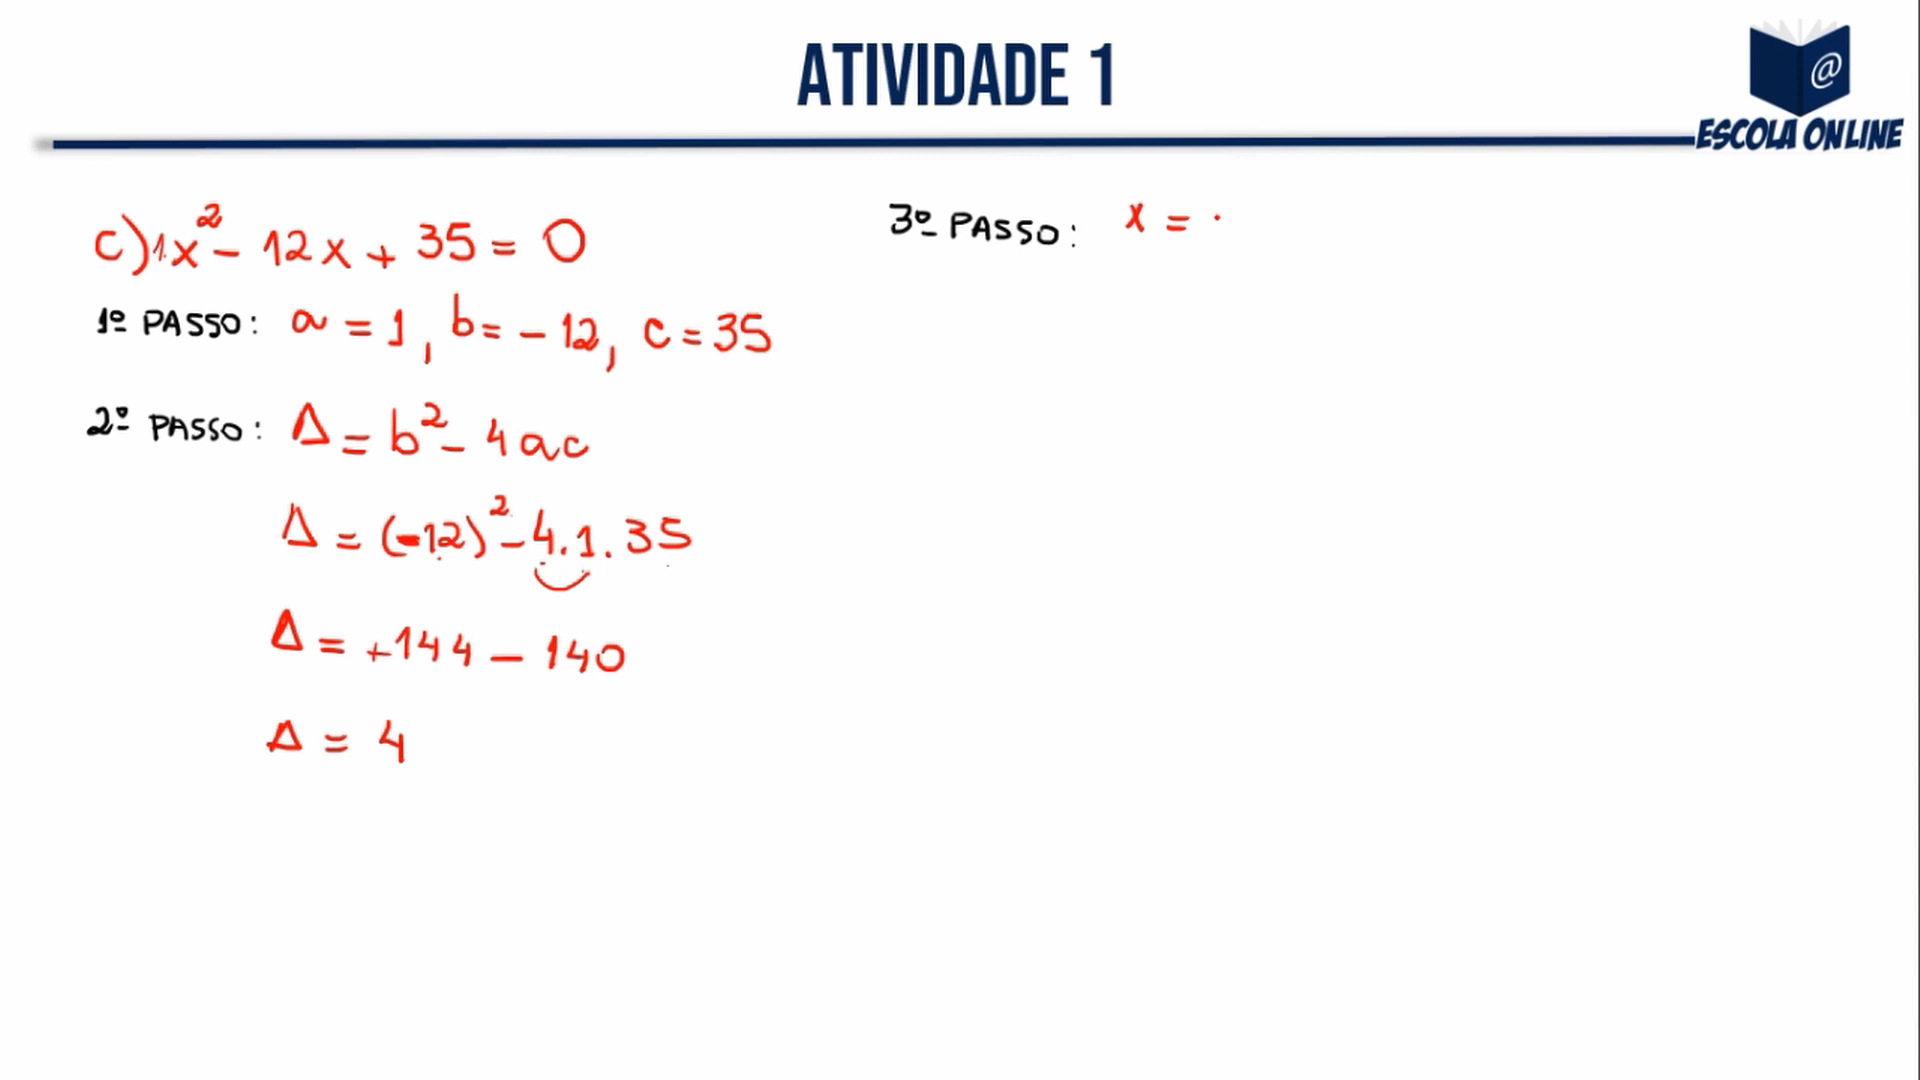 ATIVIDADE 1
@
ESCOLA ONLINE
c) 1x² - 12x + 35 = 0
1º PASSO: a = 1, b = - 12, c = 35
2º PASSO: Δ = b² - 4ac
Δ = (-12)² - 4.1.35
Δ = +144 - 140
Δ = 4
3º PASSO: x =